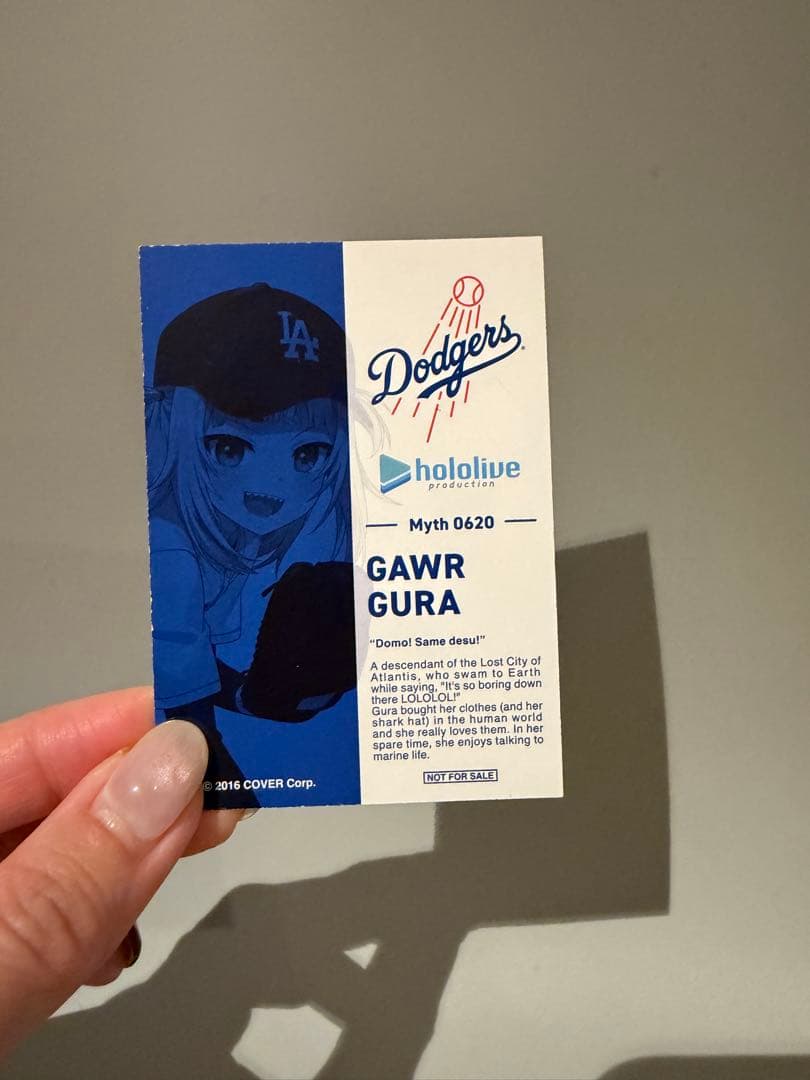 LA
Dodgers
hololive
production
Myth 0620
GAWR
GURA
"Domo! Same desu!"
A descendant of the Lost City of
Atlantis, who swam to Earth
while saying, "It's so boring down
there LOLOLOL!"
Gura bought her clothes (and her
shark hat) in the human world
and she really loves them. In her
spare time, she enjoys talking to
marine life.
NOT FOR SALE
© 2016 COVER Corp.